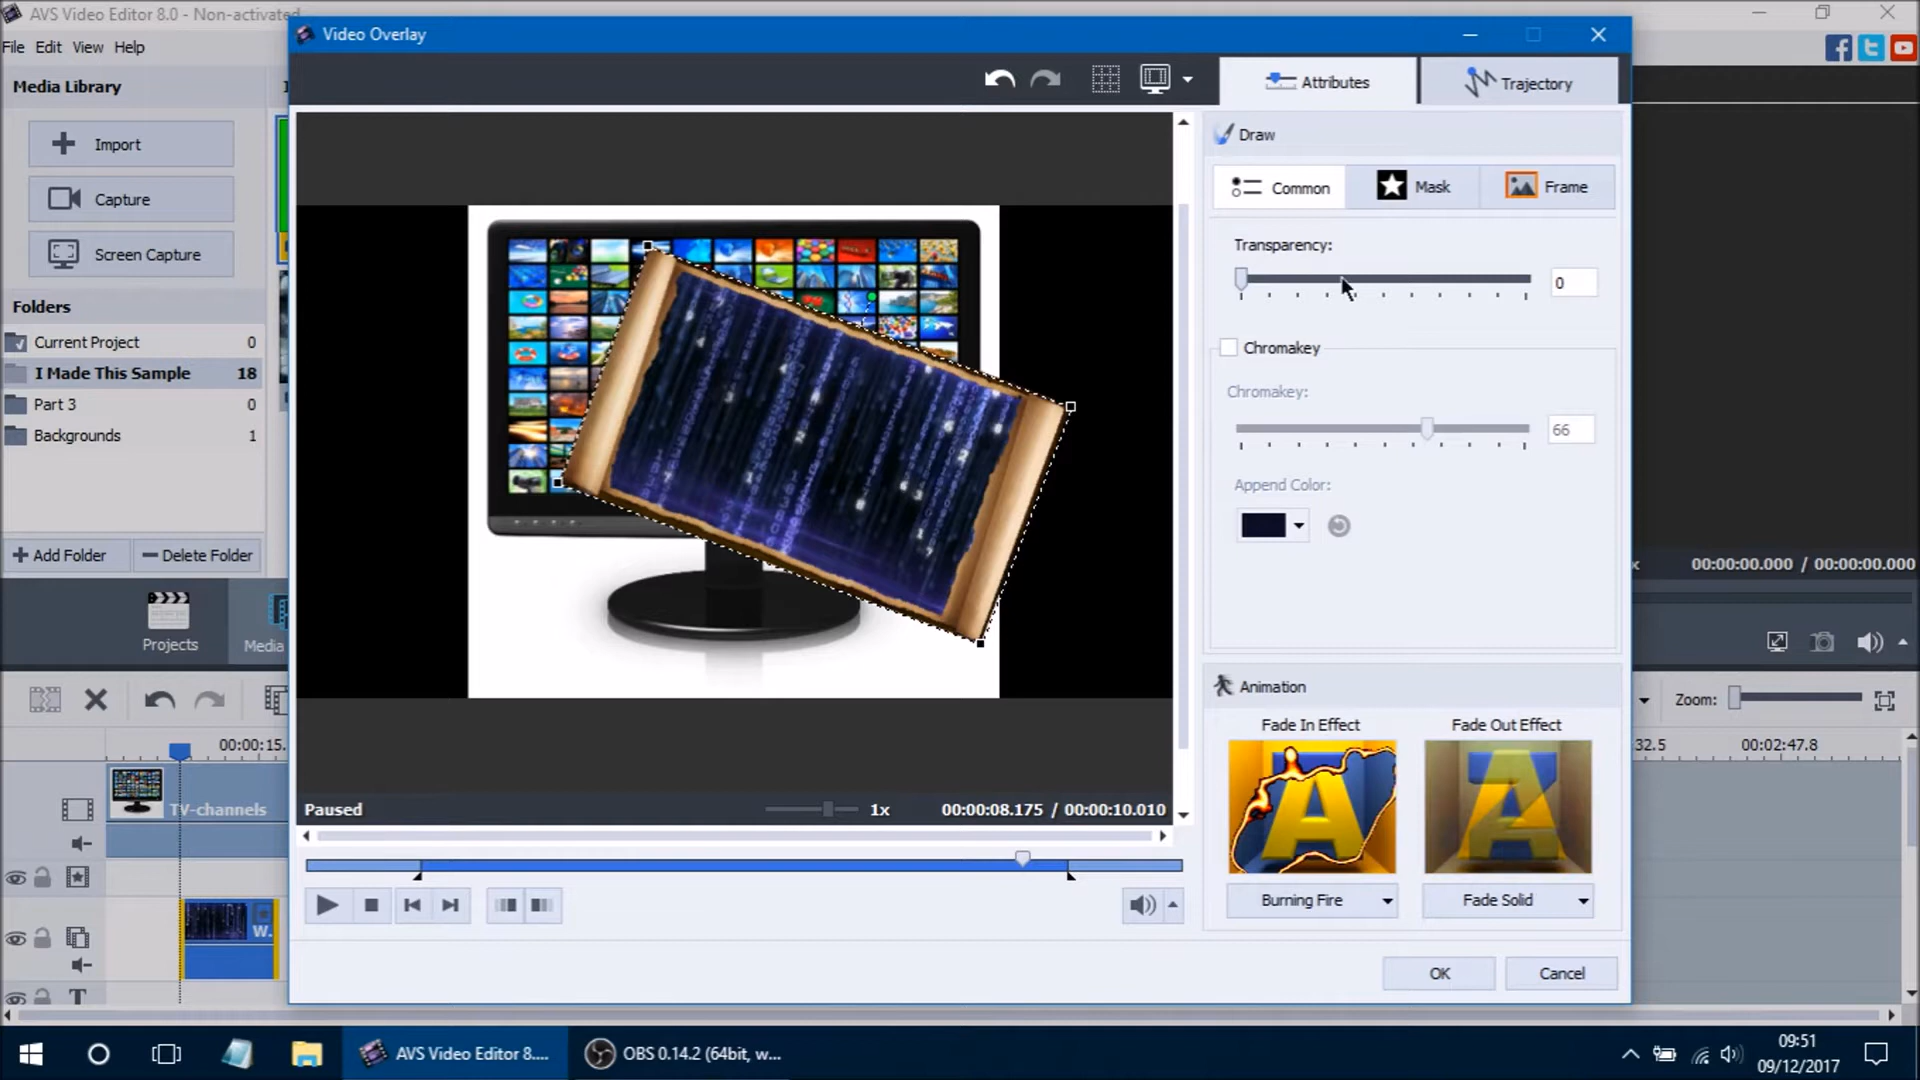 AVS Video Editor 8.0 - Non-activated
Video Overlay
File Edit View Help
Media Library
Attributes
Trajectory
Import
Capture
Screen Capture
Draw
Common
Mask
Frame
Transparency:
0
Folders
Current Project 0
I Made This Sample 18
Part 3 0
Backgrounds 1
Chromakey
Chromakey:
66
Append Color:
Add Folder
Delete Folder
00:00:00.000 / 00:00:00.000
Projects
Media
Animation
Fade In Effect
Fade Out Effect
Zoom:
00:00:15.
32.5
00:02:47.8
TV-channels
Paused
1x
00:00:08.175 / 00:00:10.010
Burning Fire
Fade Solid
W.
T
OK
Cancel
AVS Video Editor 8....
OBS 0.14.2 (64bit, w...
09:51
09/12/2017